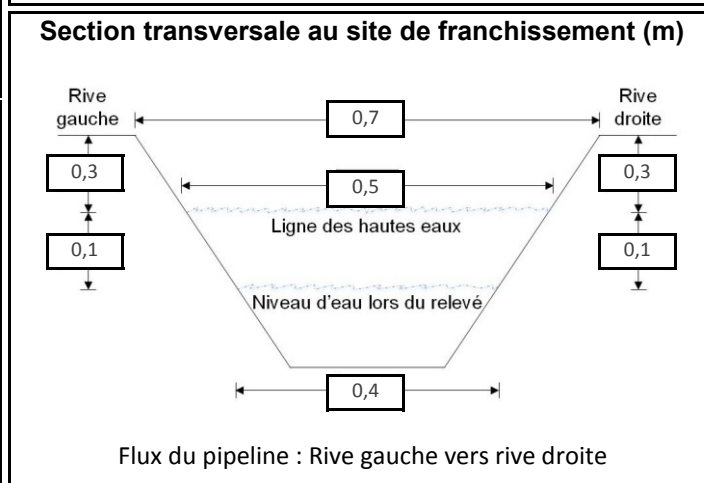 Section transversale au site de franchissement (m)
Rive
gauche
0,7
Rive
droite
0,3
0,5
0,3
Ligne des hautes eaux
0,1
0,1
Niveau d'eau lors du relevé
0,4
Flux du pipeline : Rive gauche vers rive droite